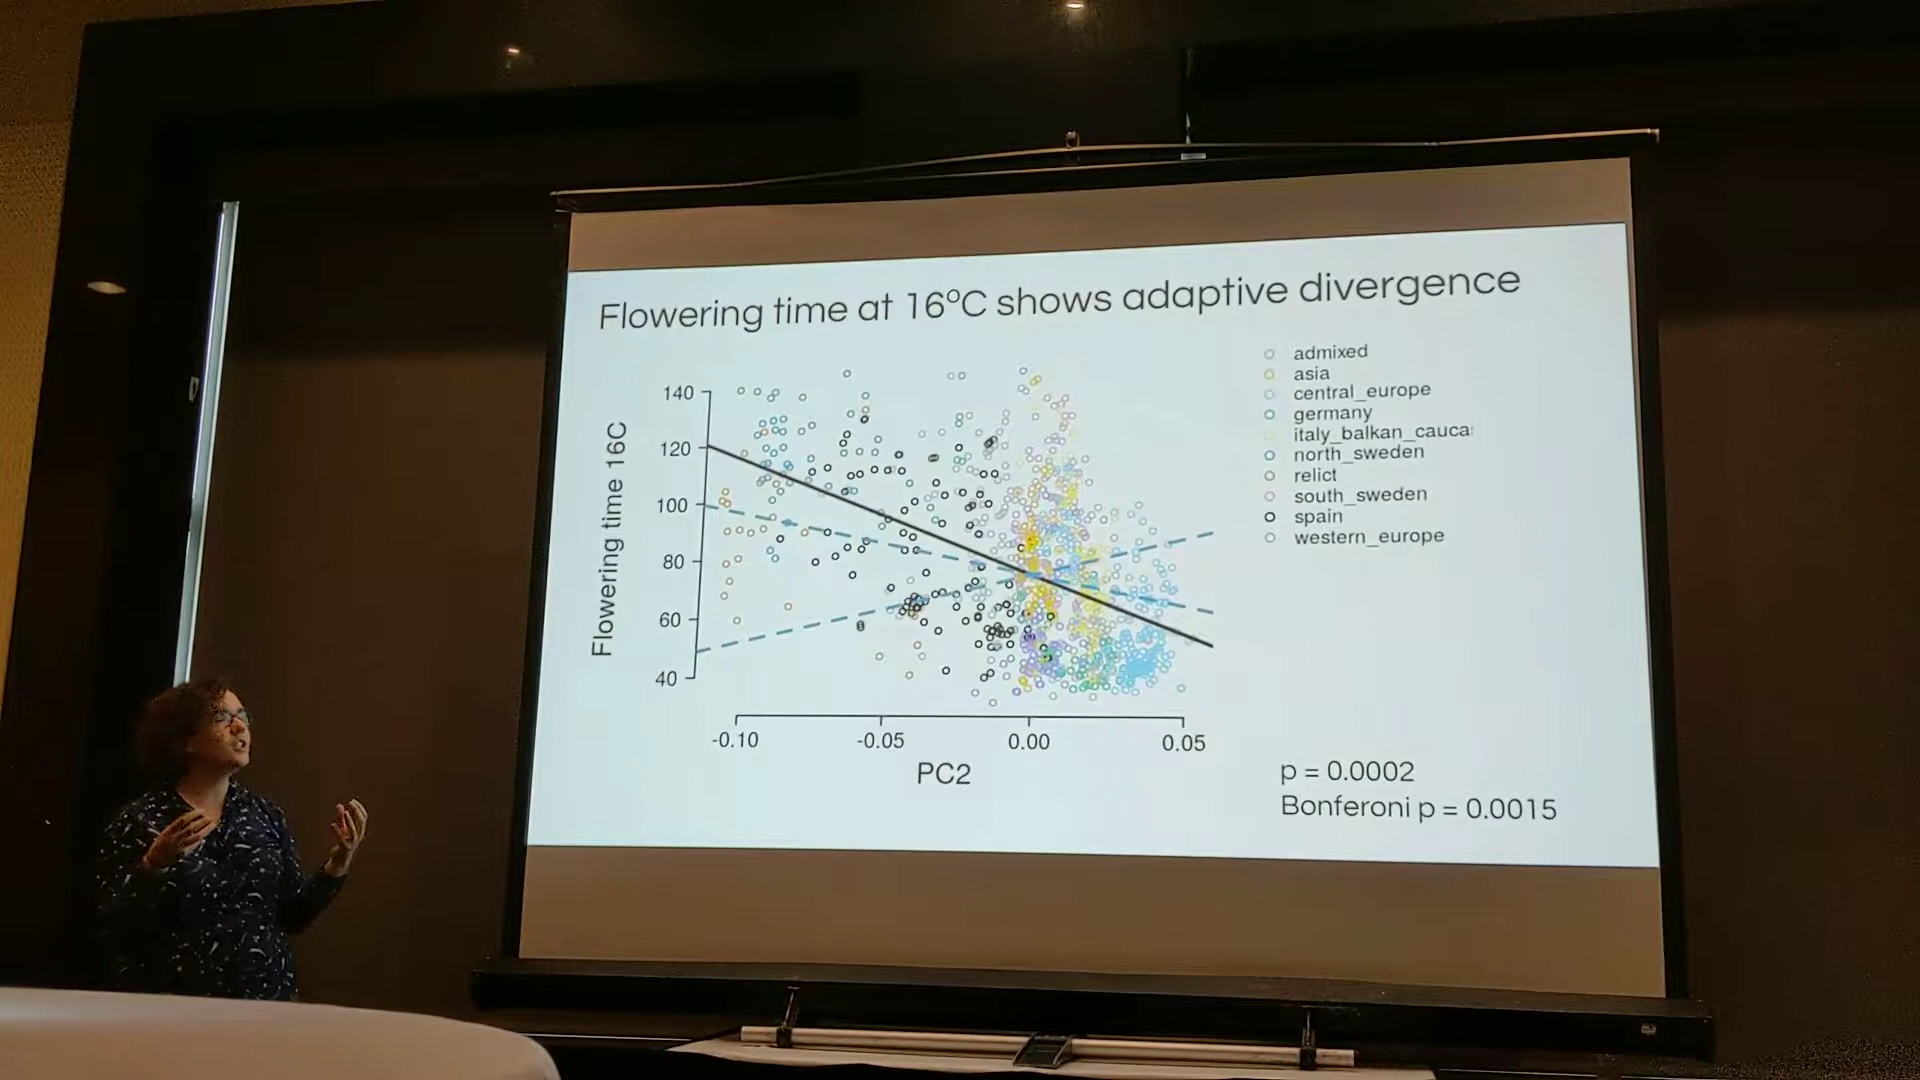 Flowering time at 16°C shows adaptive divergence
admixed
asia
central_europe
germany
italy_balkan_cauca
north_sweden
relict
south_sweden
spain
western_europe
Flowering time 16C
140
120
100
80
60
40
-0.10
-0.05
0.00
0.05
PC2
p = 0.0002
Bonferoni p = 0.0015